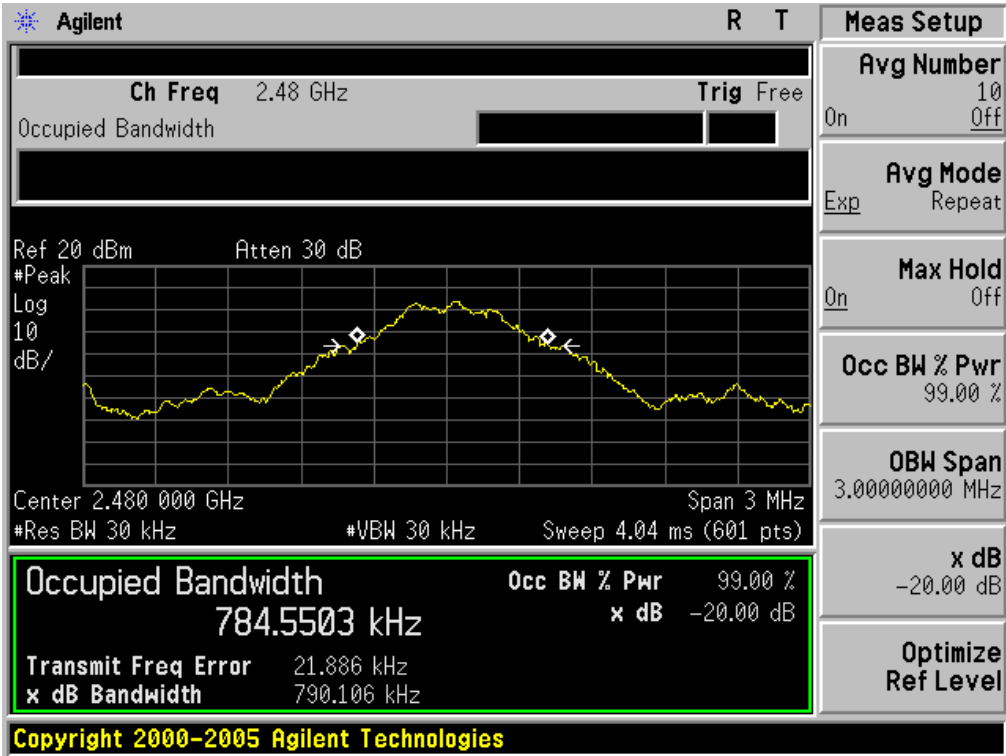 Agilent R T
Ch Freq 2.48 GHz Trig Free
Occupied Bandwidth
Ref 20 dBm Atten 30 dB
#Peak
Log
10
dB/
Center 2.480 000 GHz Span 3 MHz
#Res BW 30 kHz #VBW 30 kHz Sweep 4.04 ms (601 pts)
Occupied Bandwidth Occ BW % Pwr 99.00 %
784.5503 kHz x dB -20.00 dB
Transmit Freq Error 21.886 kHz
x dB Bandwidth 790.106 kHz
Copyright 2000-2005 Agilent Technologies
Meas Setup
Avg Number
10
On Off
Avg Mode
Exp Repeat
Max Hold
On Off
Occ BW % Pwr
99.00 %
OBW Span
3.00000000 MHz
x dB
-20.00 dB
Optimize
Ref Level